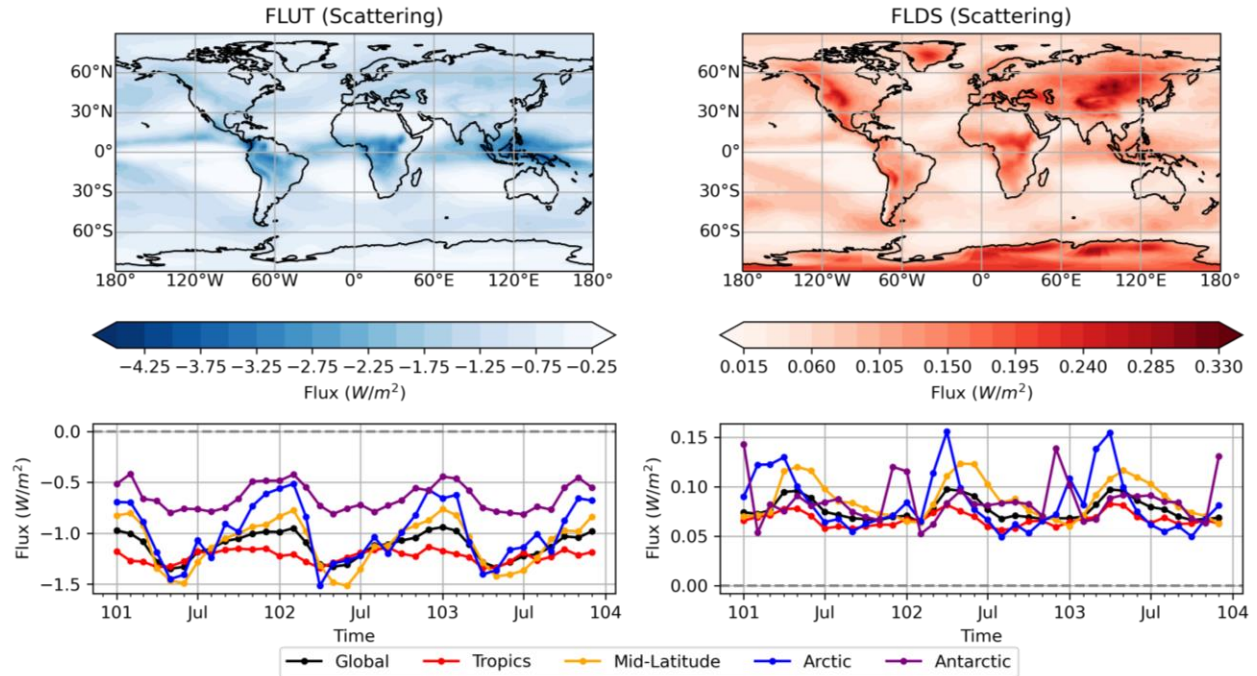 FLUT (Scattering)
60°N
30°N
0°
30°S
60°S
180° 120°W 60°W 0° 60°E 120°E 180°
−4.25 −3.75 −3.25 −2.75 −2.25 −1.75 −1.25 −0.75 −0.25
Flux (W/m²)
FLDS (Scattering)
60°N
30°N
0°
30°S
60°S
180° 120°W 60°W 0° 60°E 120°E 180°
0.015 0.060 0.105 0.150 0.195 0.240 0.285 0.330
Flux (W/m²)
Flux (W/m²)
0.0
−0.5
−1.0
−1.5
101 Jul 102 Jul 103 Jul 104
Time
Flux (W/m²)
0.15
0.10
0.05
0.00
101 Jul 102 Jul 103 Jul 104
Time
Global Tropics Mid-Latitude Arctic Antarctic